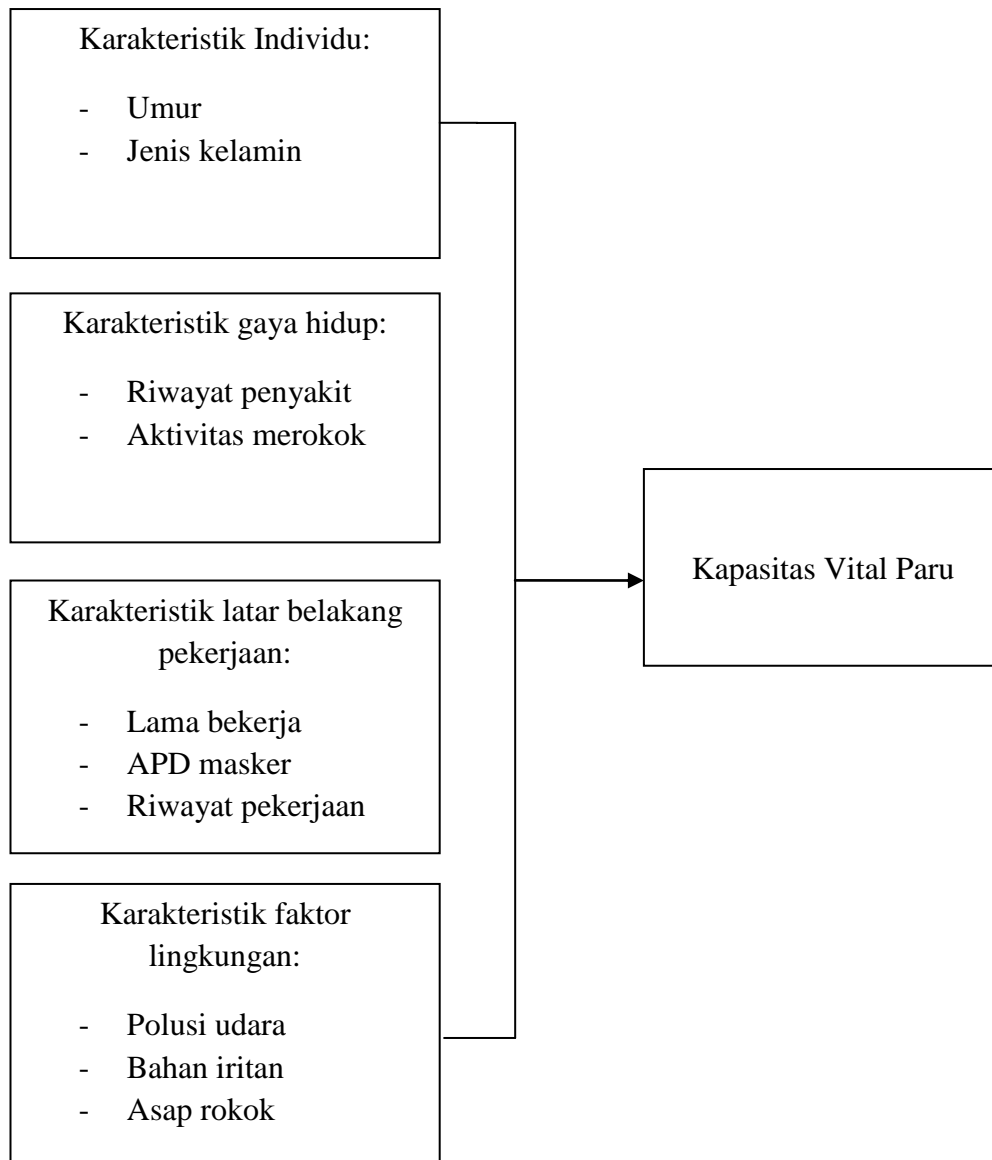 Karakteristik Individu:
- Umur
- Jenis kelamin
Karakteristik gaya hidup:
- Riwayat penyakit
- Aktivitas merokok
Karakteristik latar belakang
pekerjaan:
- Lama bekerja
- APD masker
- Riwayat pekerjaan
Karakteristik faktor
lingkungan:
- Polusi udara
- Bahan iritan
- Asap rokok
Kapasitas Vital Paru